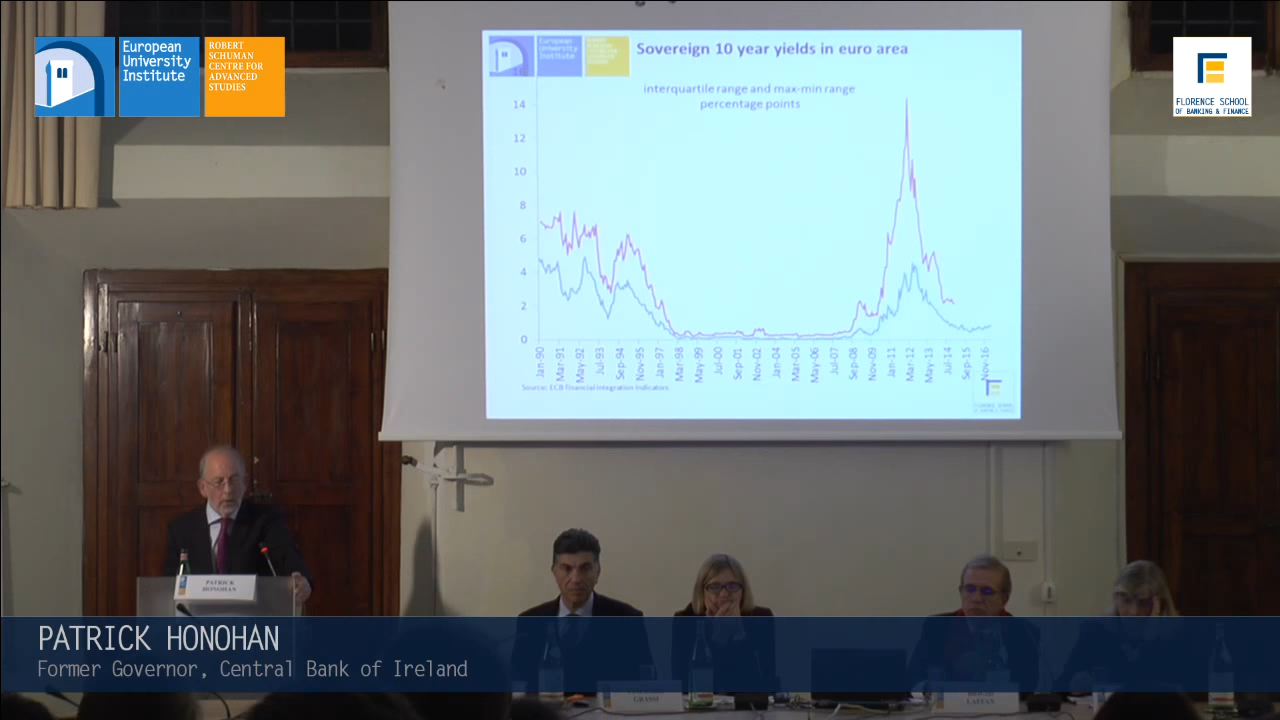 European
University
Institute
ROBERT
SCHUMAN
CENTRE FOR
ADVANCED
STUDIES
FLORENCE SCHOOL
OF BANKING & FINANCE
European
University
Institute
Sovereign 10 year yields in euro area
interquartile range and max-min range
percentage points
14
12
10
8
6
4
2
0
Jan-90
Mar-91
May-92
Jul-93
Sep-94
Nov-95
Jan-97
Mar-98
May-99
Jul-00
Sep-01
Nov-02
Jan-04
Mar-05
May-06
Jul-07
Sep-08
Nov-09
Jan-11
Mar-12
May-13
Jul-14
Sep-15
Nov-16
Source: ECB Financial Integration Indicators
PATRICK
HONOHAN
PATRICK HONOHAN
Former Governor, Central Bank of Ireland
GRASSI
LAFFAN